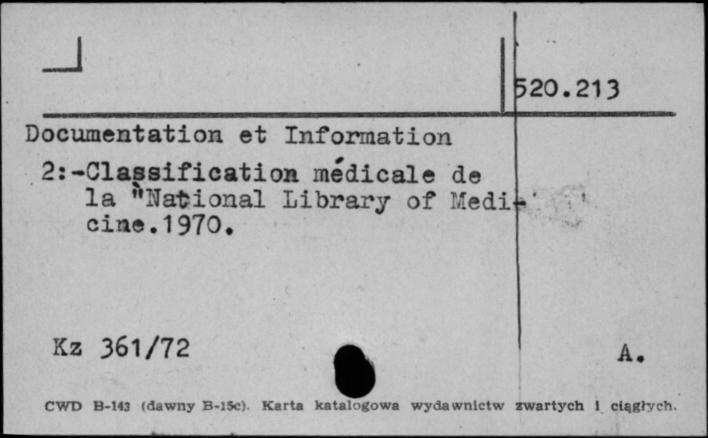 520.213
Documentation et Information
2:-Classification médicale de
la "National Library of Medi-
cine.1970.
Kz 361/72
A.
CWD B-143 (dawny B-15c). Karta katalogowa wydawnictw zwartych i ciągłych.